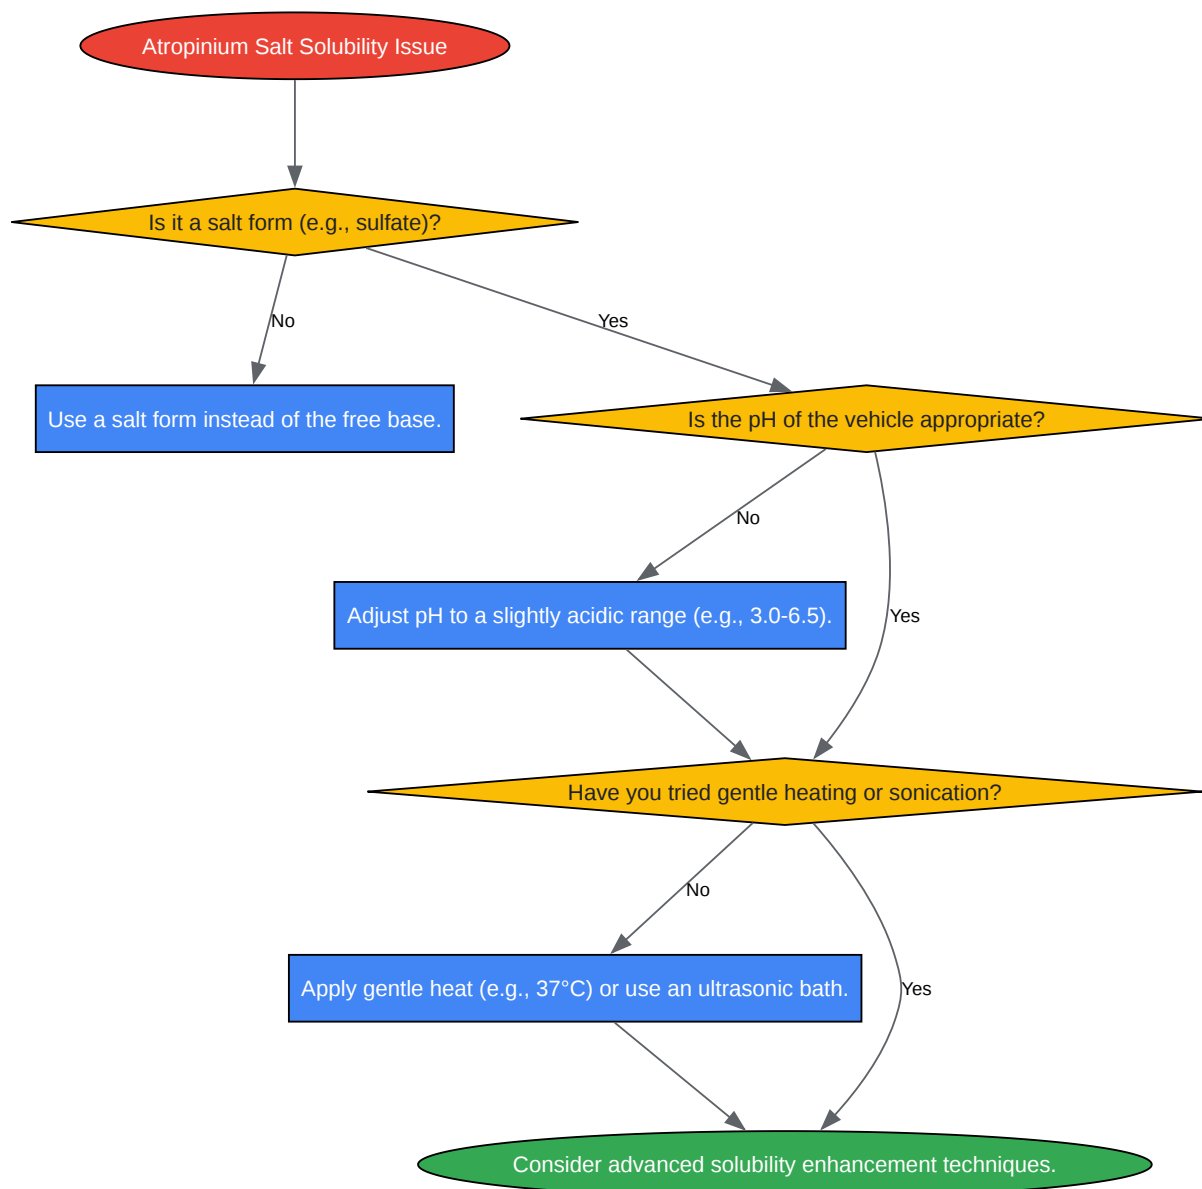 Atropinium Salt Solubility Issue
Is it a salt form (e.g., sulfate)?
No
Yes
Use a salt form instead of the free base.
Is the pH of the vehicle appropriate?
No
Adjust pH to a slightly acidic range (e.g., 3.0-6.5).
Yes
Have you tried gentle heating or sonication?
No
Apply gentle heat (e.g., 37°C) or use an ultrasonic bath.
Yes
Consider advanced solubility enhancement techniques.